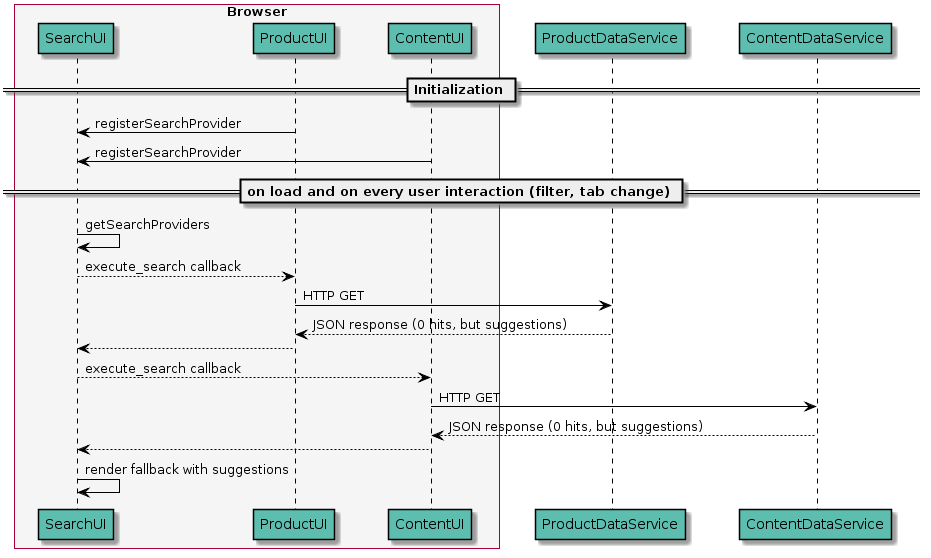 Browser
SearchUI ProductUI ContentUI ProductDataService ContentDataService
Initialization
registerSearchProvider
registerSearchProvider
on load and on every user interaction (filter, tab change)
getSearchProviders
execute_search callback
HTTP GET
JSON response (0 hits, but suggestions)
execute_search callback
HTTP GET
JSON response (0 hits, but suggestions)
render fallback with suggestions
SearchUI ProductUI ContentUI ProductDataService ContentDataService